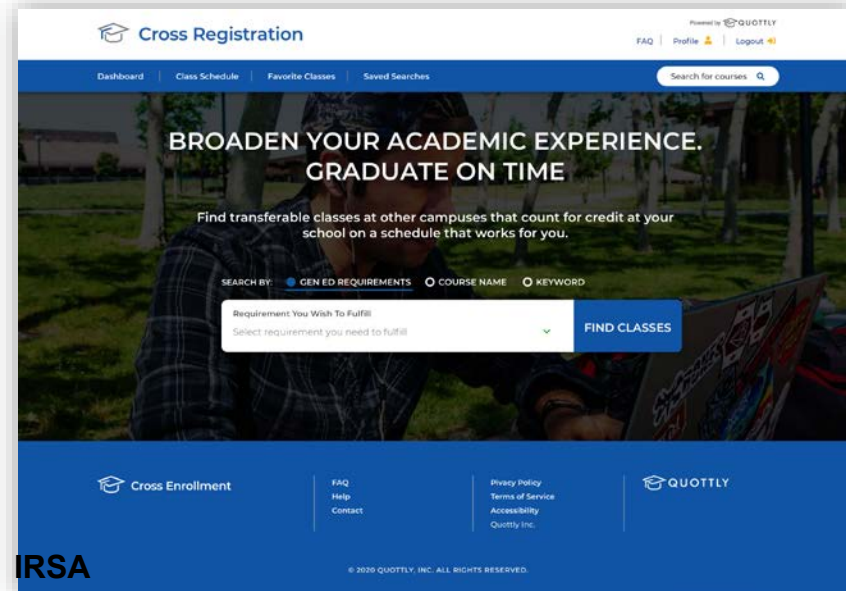 Cross Registration
Powered by QUOTTLY
FAQ | Profile | Logout
Dashboard | Class Schedule | Favorite Classes | Saved Searches
Search for courses
BROADEN YOUR ACADEMIC EXPERIENCE.
GRADUATE ON TIME
Find transferable classes at other campuses that count for credit at your
school on a schedule that works for you.
SEARCH BY: GEN ED REQUIREMENTS COURSE NAME KEYWORD
Requirement You Wish To Fulfill
Select requirement you need to fulfill
FIND CLASSES
Cross Enrollment
FAQ
Help
Contact
Pivacy Policy
Terms of Service
Accessibility
Quottly Inc.
QUOTTLY
IRSA
© 2020 QUOTTLY, INC. ALL RIGHTS RESERVED.